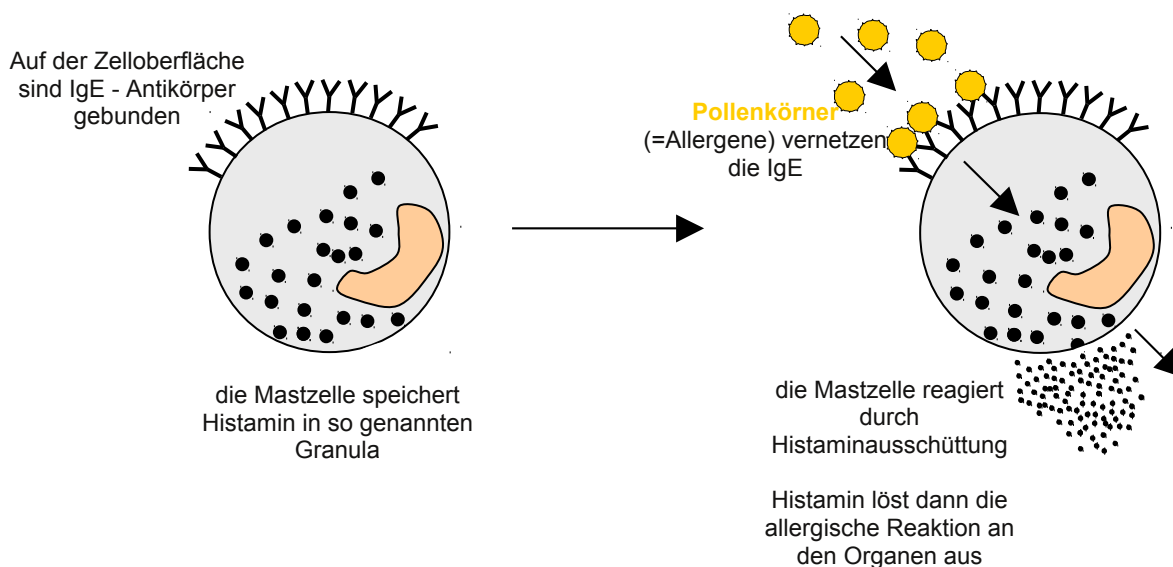 Auf der Zelloberfläche
sind IgE - Antikörper
gebunden
Pollenkörner
(=Allergene) vernetzen
die IgE
die Mastzelle speichert
Histamin in so genannten
Granula
die Mastzelle reagiert
durch
Histaminausschüttung
Histamin löst dann die
allergische Reaktion an
den Organen aus